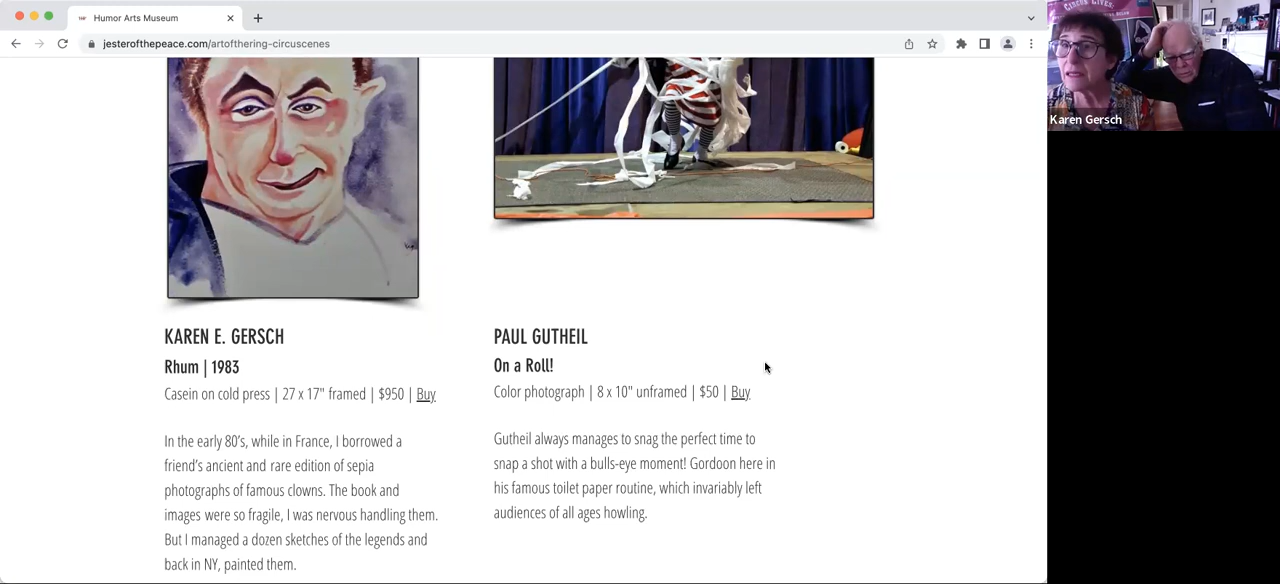 Humor Arts Museum
jesterofthepeace.com/artofthering-circuscenes
CIRCUS GIVES
Karen Gersch
KAREN E. GERSCH
Rhum | 1983
Casein on cold press | 27 x 17" framed | $950 | Buy
In the early 80's, while in France, I borrowed a
friend's ancient and rare edition of sepia
photographs of famous clowns. The book and
images were so fragile, I was nervous handling them.
But I managed a dozen sketches of the legends and
back in NY, painted them.
PAUL GUTHEIL
On a Roll!
Color photograph | 8 x 10" unframed | $50 | Buy
Gutheil always manages to snag the perfect time to
snap a shot with a bulls-eye moment! Gordoon here in
his famous toilet paper routine, which invariably left
audiences of all ages howling.